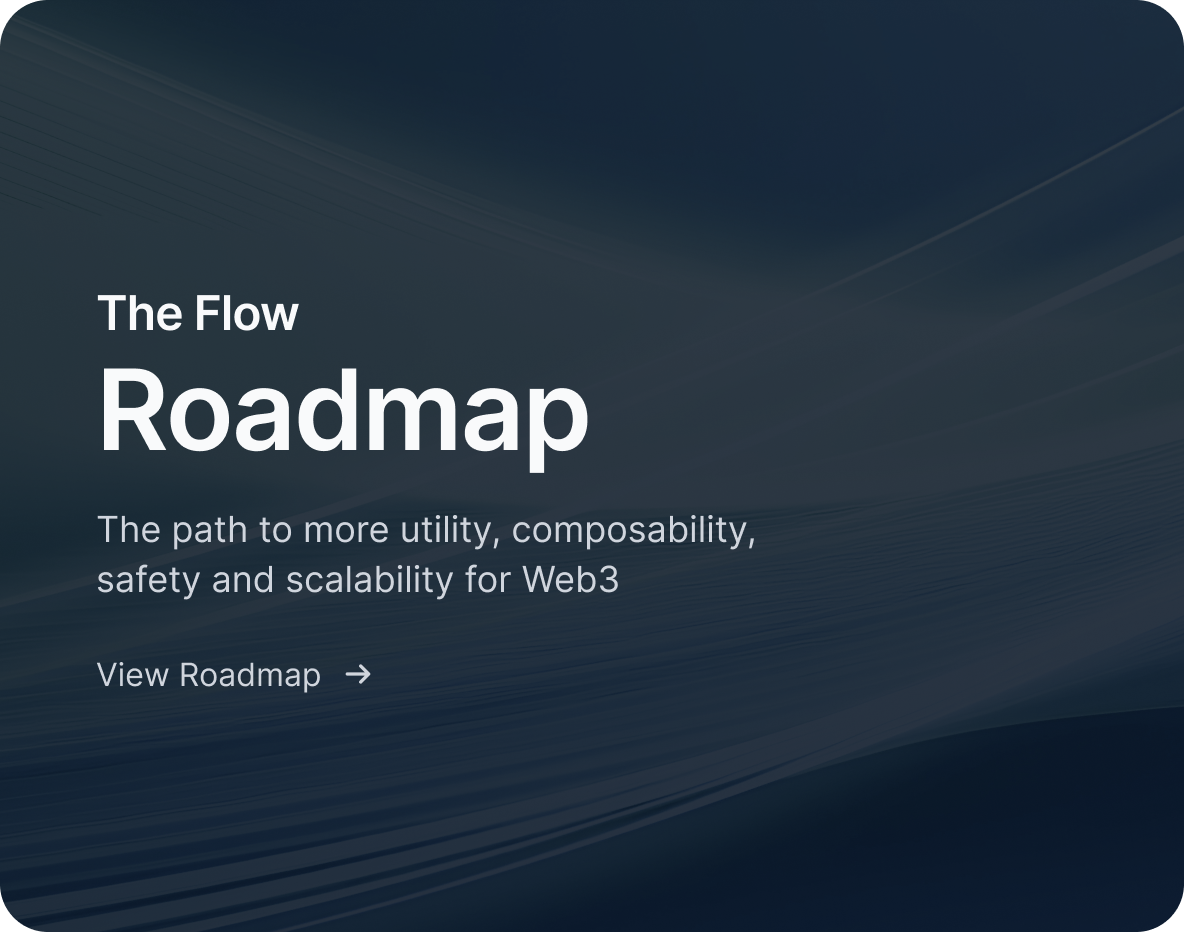 The Flow
Roadmap
The path to more utility, composability,
safety and scalability for Web3
View Roadmap →